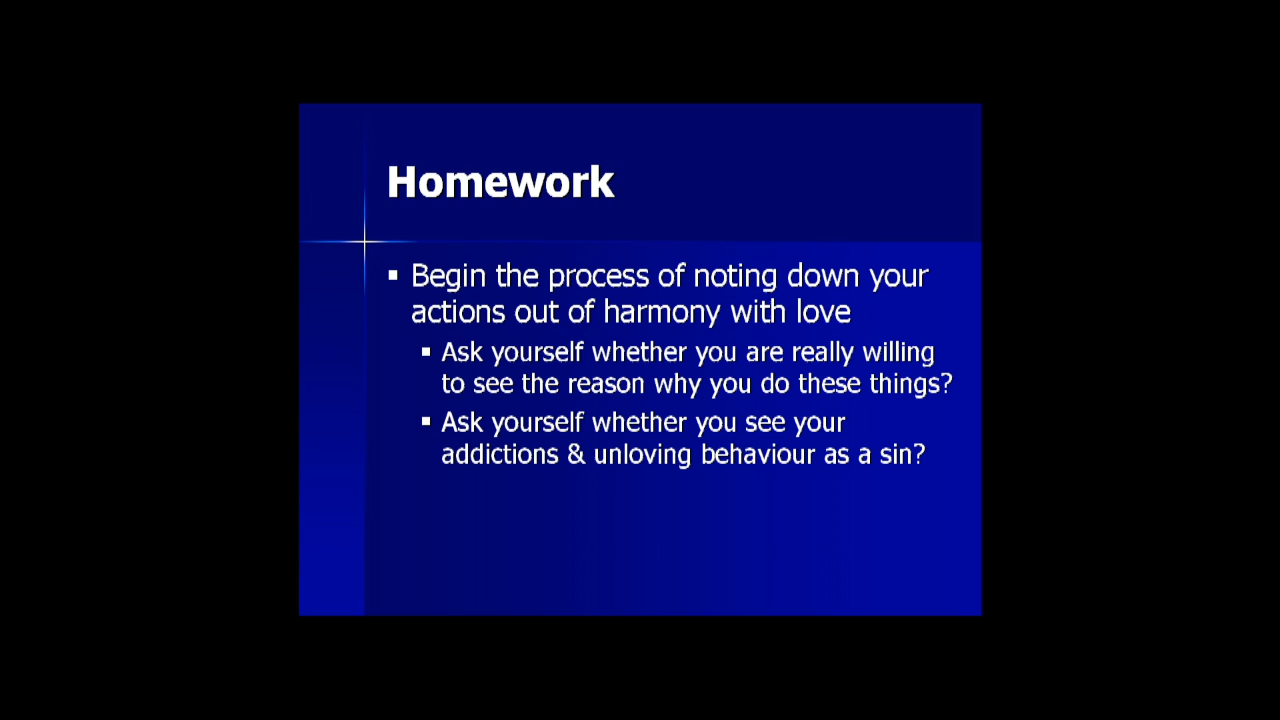 Homework
▪ Begin the process of noting down your
actions out of harmony with love
▪ Ask yourself whether you are really willing
to see the reason why you do these things?
▪ Ask yourself whether you see your
addictions & unloving behaviour as a sin?